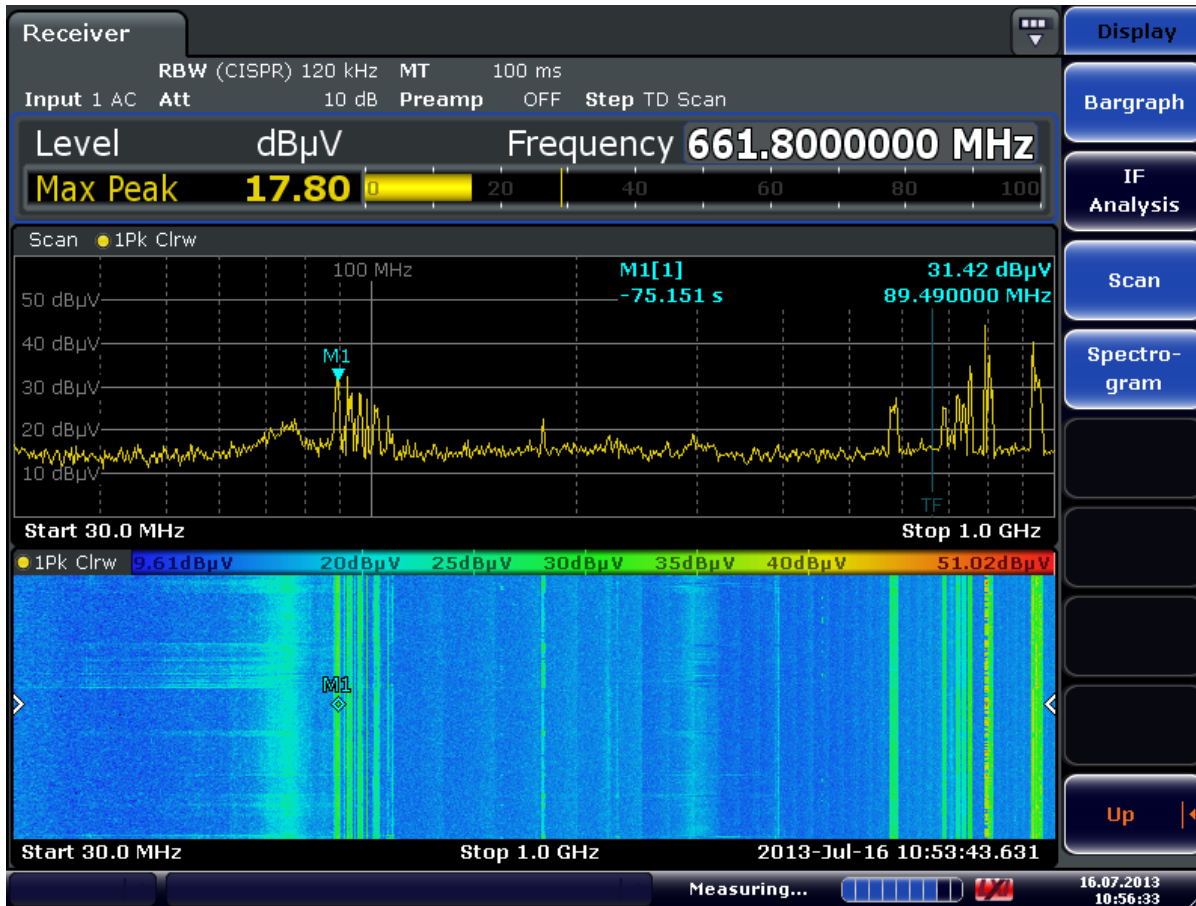 Receiver
RBW (CISPR) 120 kHz MT 100 ms
Input 1 AC Att 10 dB Preamp OFF Step TD Scan
Level dBµV Frequency 661.8000000 MHz
Max Peak 17.80 0 20 40 60 80 100
Scan 1Pk Clrw
100 MHz M1[1] 31.42 dBµV
50 dBµV -75.151 s 89.490000 MHz
40 dBµV
M1
30 dBµV
20 dBµV
10 dBµV
TF
Start 30.0 MHz Stop 1.0 GHz
1Pk Clrw 9.61dBµV 20dBµV 25dBµV 30dBµV 35dBµV 40dBµV 51.02dBµV
M1
Start 30.0 MHz Stop 1.0 GHz 2013-Jul-16 10:53:43.631
Measuring... LXI 16.07.2013
10:56:33
Display
Bargraph
IF
Analysis
Scan
Spectro-
gram
Up